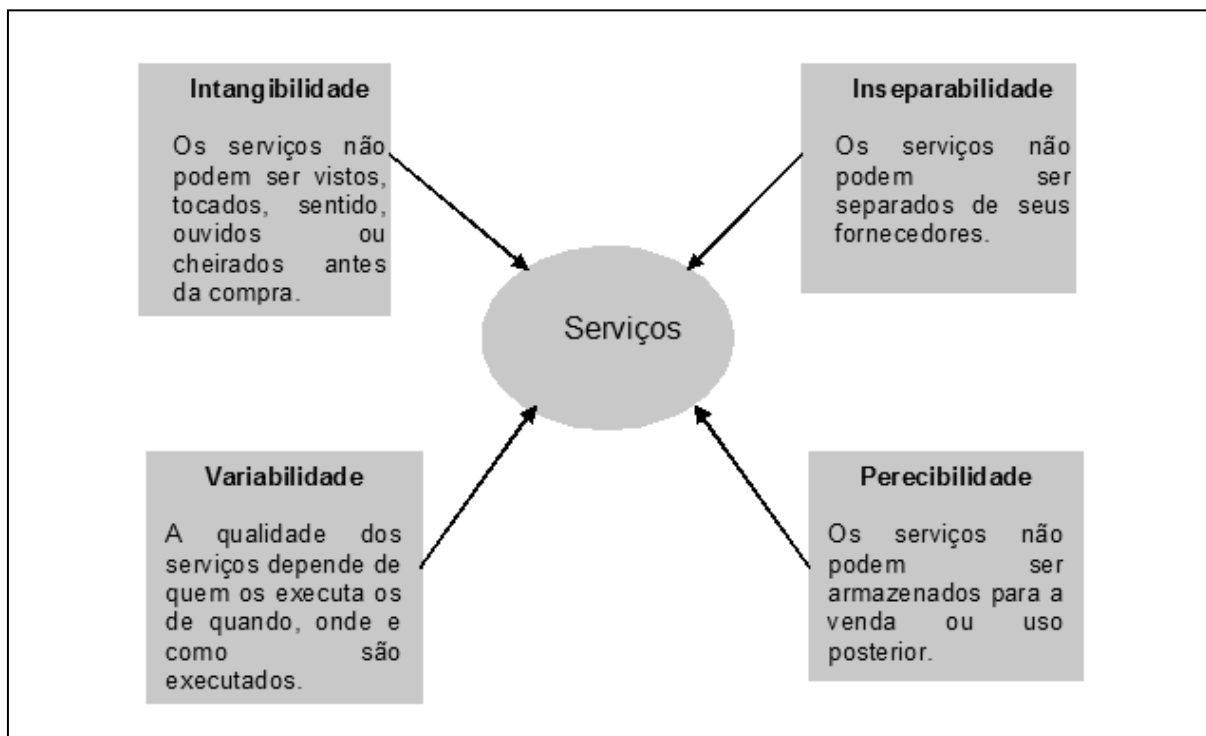 Intangibilidade
Os serviços não
podem ser vistos,
tocados, sentido,
ouvidos ou
cheirados antes
da compra.
Inseparabilidade
Os serviços não
podem ser
separados de seus
fornecedores.
Serviços
Variabilidade
A qualidade dos
serviços depende de
quem os executa os
de quando, onde e
como são
executados.
Perecibilidade
Os serviços não
podem ser
armazenados para a
venda ou uso
posterior.